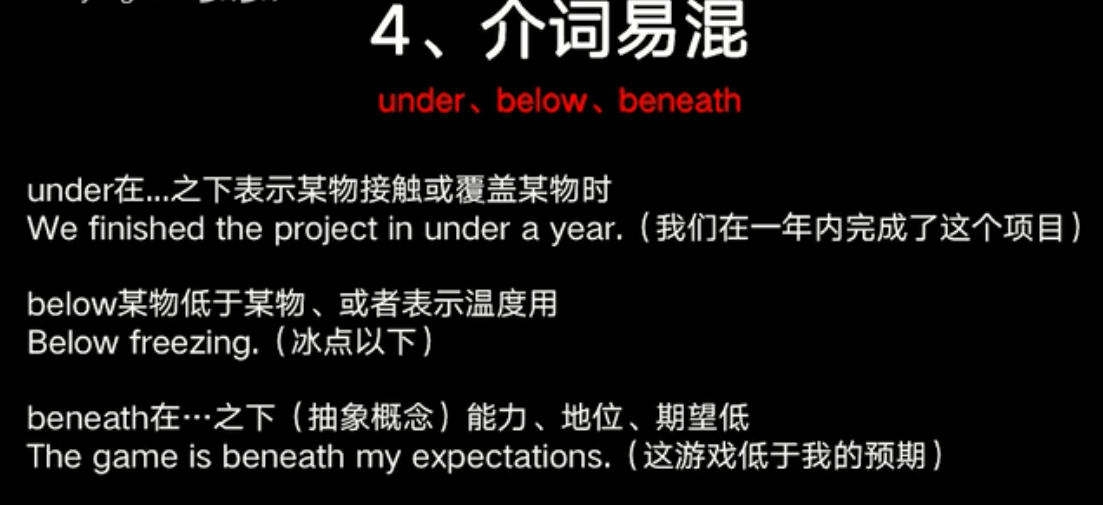 4、介词易混
under、below、beneath
under在...之下表示某物接触或覆盖某物时
We finished the project in under a year.（我们在一年内完成了这个项目）
below某物低于某物、或者表示温度用
Below freezing.（冰点以下）
beneath在…之下（抽象概念）能力、地位、期望低
The game is beneath my expectations.（这游戏低于我的预期）